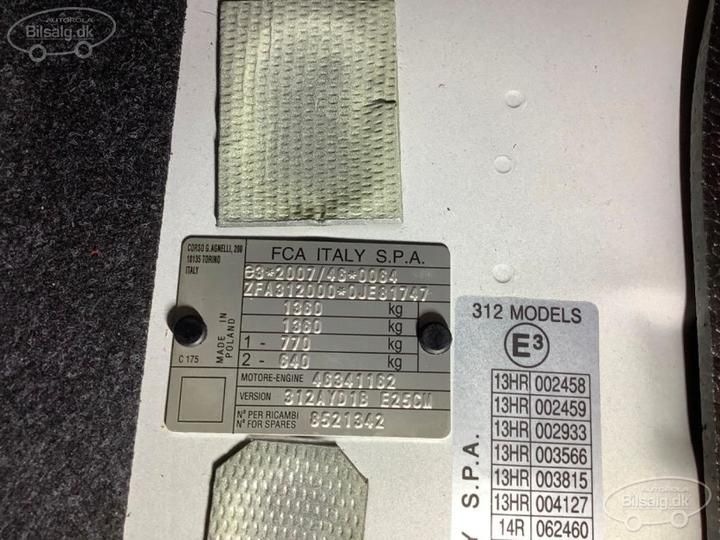 AUTOROLA
Bilsalg.dk
CORSO G.AGNELLI, 200
10135 TORINO
ITALY
FCA ITALY S.P.A.
e3*2007/46*0064
ZFA312000*0JE81747
1360 kg
1360 kg
1 - 770 kg
2 - 640 kg
MADE IN
POLAND
C 175
MOTORE-ENGINE 46341162
VERSION 312AYD1B E25CM
N° PER RICAMBI
N° FOR SPARES 8521342
312 MODELS
E3
13HR 002458
13HR 002459
13HR 002933
13HR 003566
13HR 003815
13HR 004127
14R 062460
Y S.P.A.
Bilsalg.dk